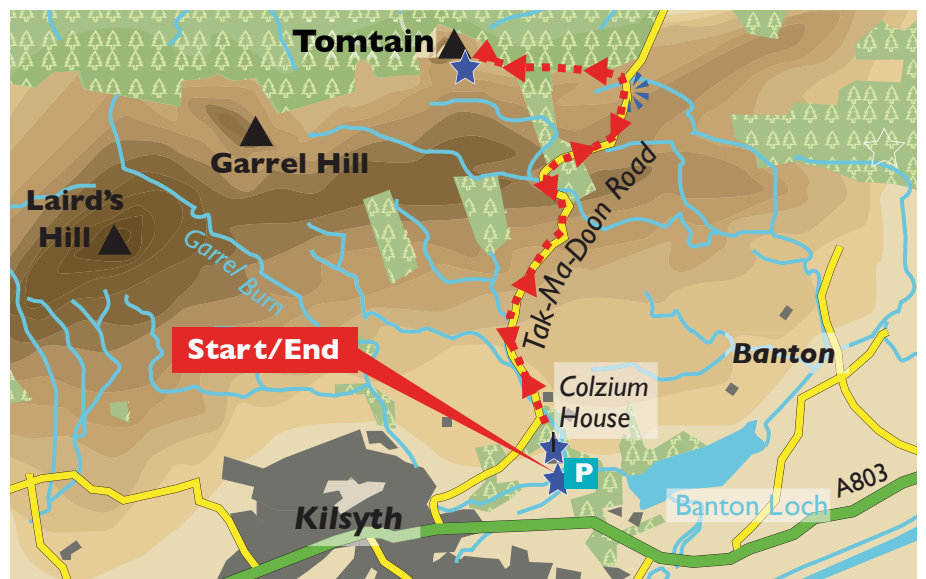 Tomtain
Garrel Hill
Laird's
Hill
Garrel Burn
Tak-Ma-Doon Road
Start/End
Banton
Colzium
House
P
A803
Banton Loch
Kilsyth